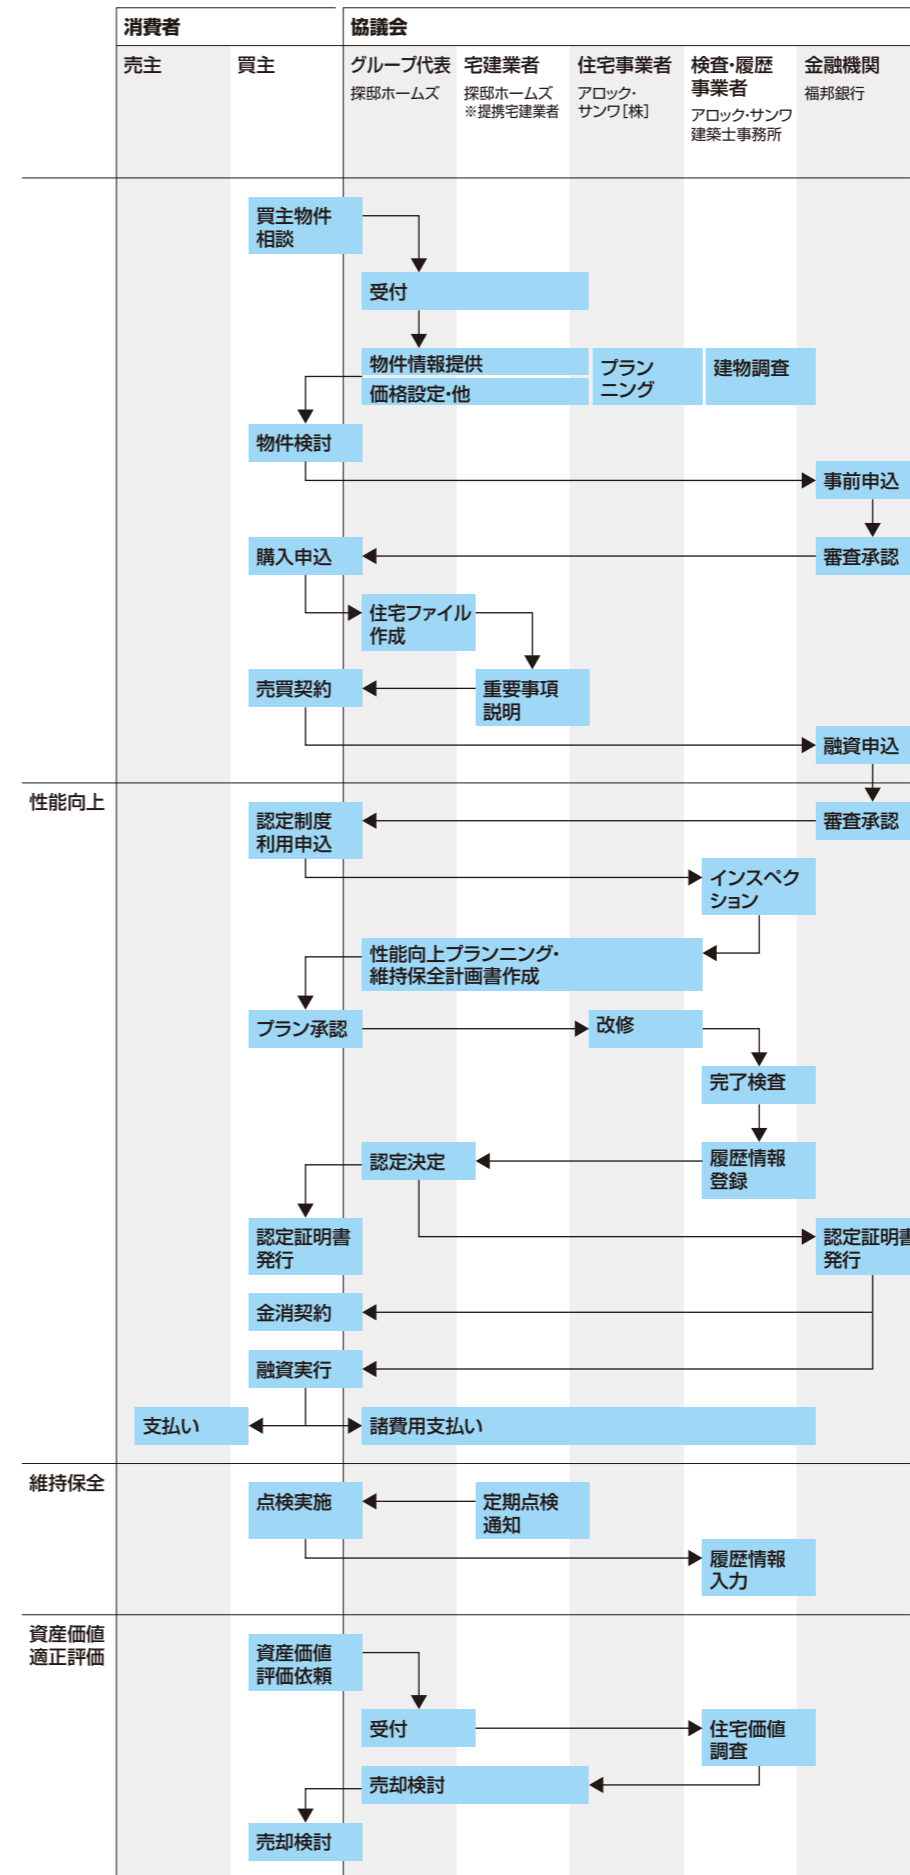 消費者
協議会
売主
買主
グループ代表
探邸ホームズ
宅建業者
探邸ホームズ
※提携宅建業者
住宅事業者
アロック・
サンワ[株]
検査・履歴
事業者
アロック・サンワ
建築士事務所
金融機関
福邦銀行
買主物件
相談
受付
物件情報提供
価格設定・他
プラン
ニング
建物調査
物件検討
事前申込
購入申込
審査承認
住宅ファイル
作成
売買契約
重要事項
説明
融資申込
性能向上
認定制度
利用申込
審査承認
インスペク
ション
性能向上プランニング・
維持保全計画書作成
プラン承認
改修
完了検査
認定決定
履歴情報
登録
認定証明書
発行
認定証明書
発行
金消契約
融資実行
支払い
諸費用支払い
維持保全
点検実施
定期点検
通知
履歴情報
入力
資産価値
適正評価
資産価値
評価依頼
受付
住宅価値
調査
売却検討
売却検討